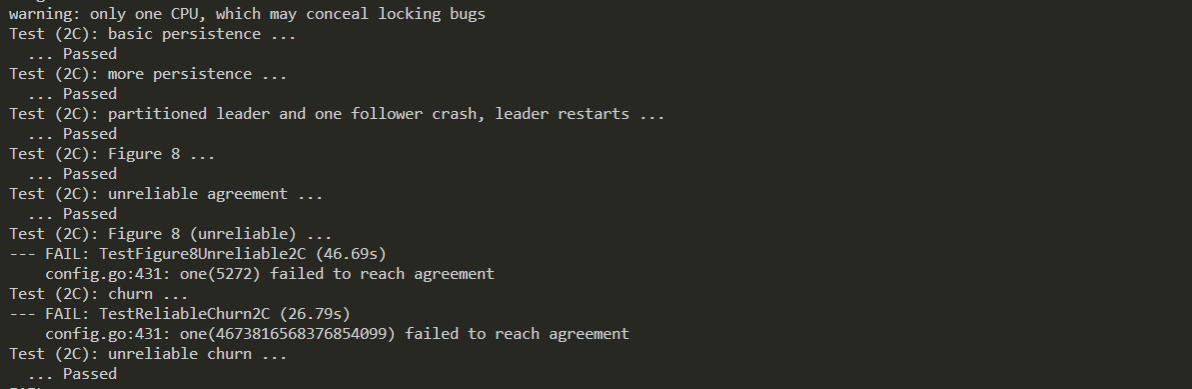 warning: only one CPU, which may conceal locking bugs
Test (2C): basic persistence ...
  ... Passed
Test (2C): more persistence ...
  ... Passed
Test (2C): partitioned leader and one follower crash, leader restarts ...
  ... Passed
Test (2C): Figure 8 ...
  ... Passed
Test (2C): unreliable agreement ...
  ... Passed
Test (2C): Figure 8 (unreliable) ...
--- FAIL: TestFigure8Unreliable2C (46.69s)
    config.go:431: one(5272) failed to reach agreement
Test (2C): churn ...
--- FAIL: TestReliableChurn2C (26.79s)
    config.go:431: one(4673816568376854099) failed to reach agreement
Test (2C): unreliable churn ...
  ... Passed